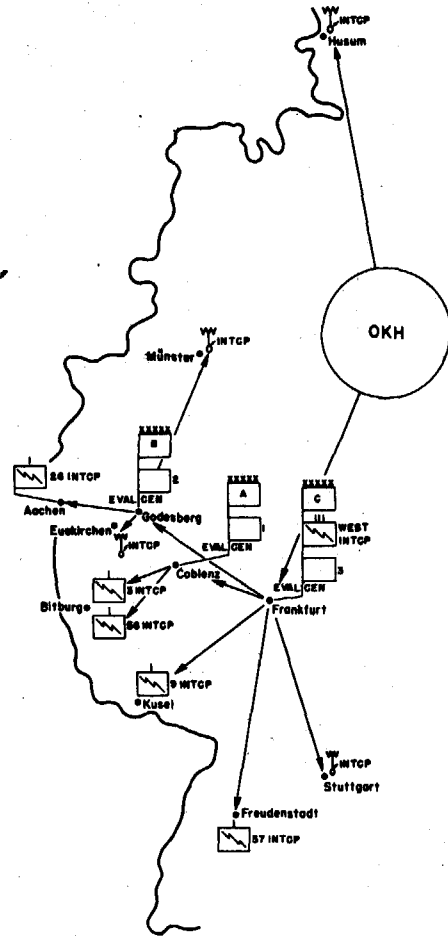 INTCP
Husum
OKH
INTCP
Münster
XXXXX
B
2
26 INTCP
XXXXX
A
1
XXXXX
C
III
WEST
INTCP
3
Aachen
EVAL CEN
Godesberg
Euskirchen
INTCP
EVAL CEN
Coblenz
EVAL CEN
Frankfurt
3 INTCP
Bitburg
56 INTCP
9 INTCP
Kusel
INTCP
Stuttgart
Freudenstadt
57 INTCP